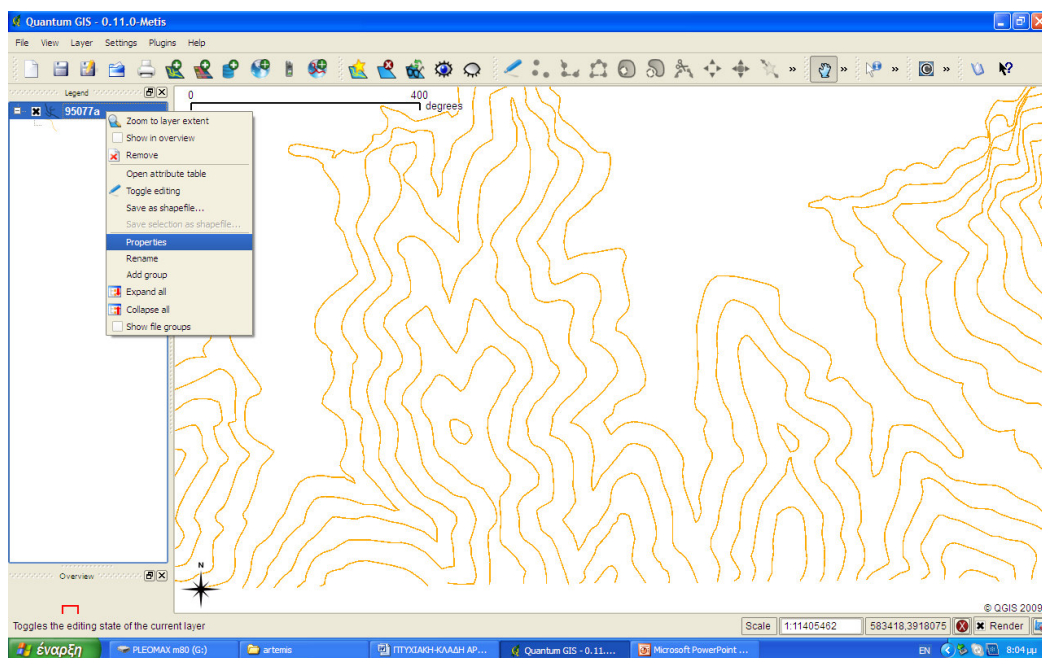 Quantum GIS - 0.11.0-Metis
File View Layer Settings Plugins Help
Legend
95077a
0 400
degrees
Zoom to layer extent
Show in overview
Remove
Open attribute table
Toggle editing
Save as shapefile...
Save selection as shapefile...
Properties
Rename
Add group
Expand all
Collapse all
Show file groups
Overview
N
© QGIS 2009
Toggles the editing state of the current layer
Scale 1:11405462 583418,3918075 Render
έναρξη PLEOMAX m80 (G:) artemis ΠΤΥΧΙΑΚΗ-ΚΛΑΔΗ ΑΡ... Quantum GIS - 0.11.... Microsoft PowerPoint ... EN 8:04 μμ